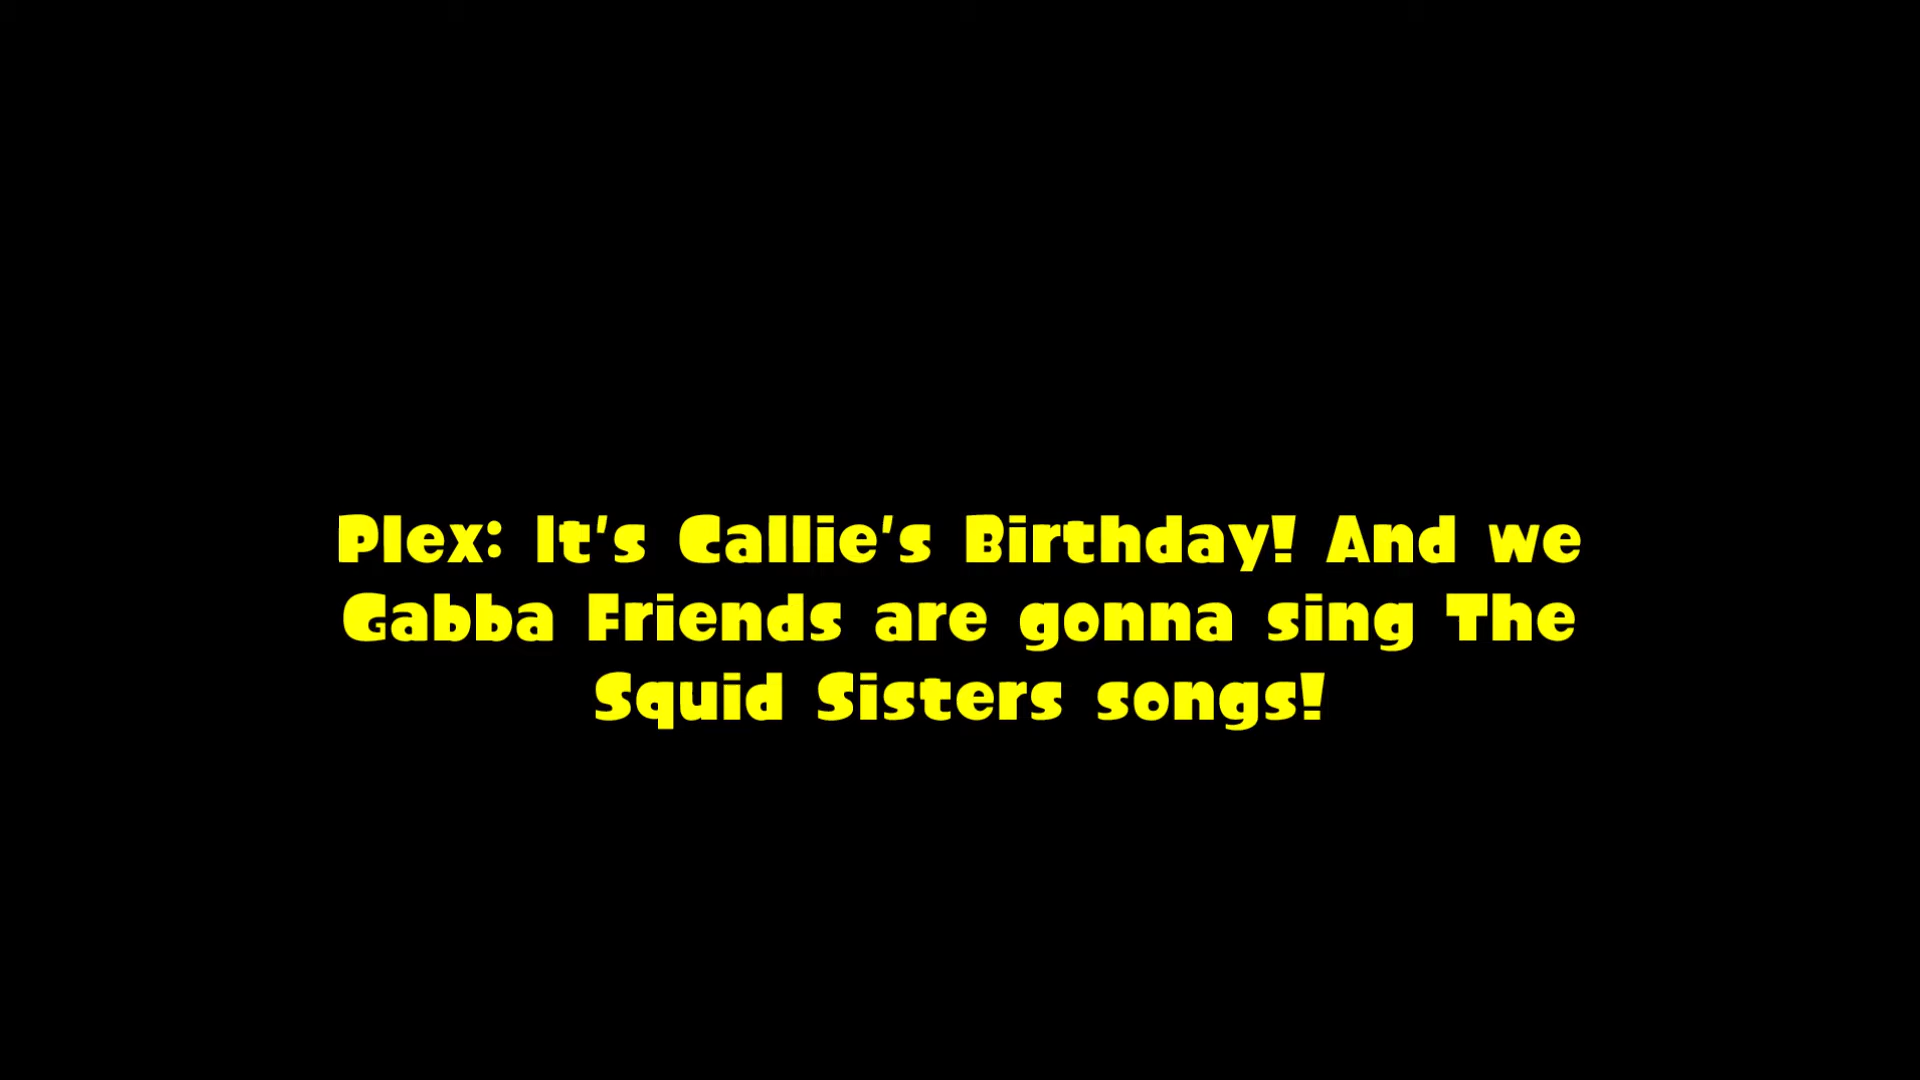 Plex: It's Callie's Birthday! And we
Gabba Friends are gonna sing The
Squid Sisters songs!